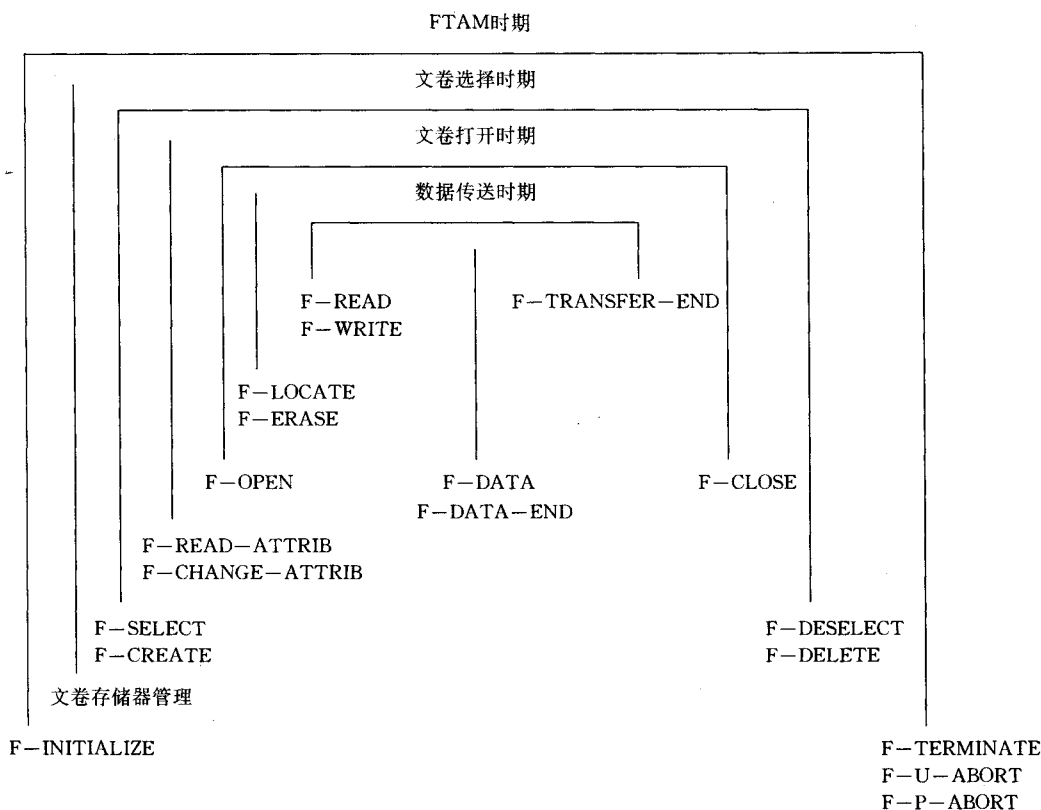 FTAM时期
文卷选择时期
文卷打开时期
数据传送时期
F-READ
F-WRITE
F-TRANSFER-END
F-LOCATE
F-ERASE
F-OPEN
F-DATA
F-DATA-END
F-CLOSE
F-READ-ATTRIB
F-CHANGE-ATTRIB
F-SELECT
F-CREATE
F-DESELECT
F-DELETE
文卷存储器管理
F-INITIALIZE
F-TERMINATE
F-U-ABORT
F-P-ABORT